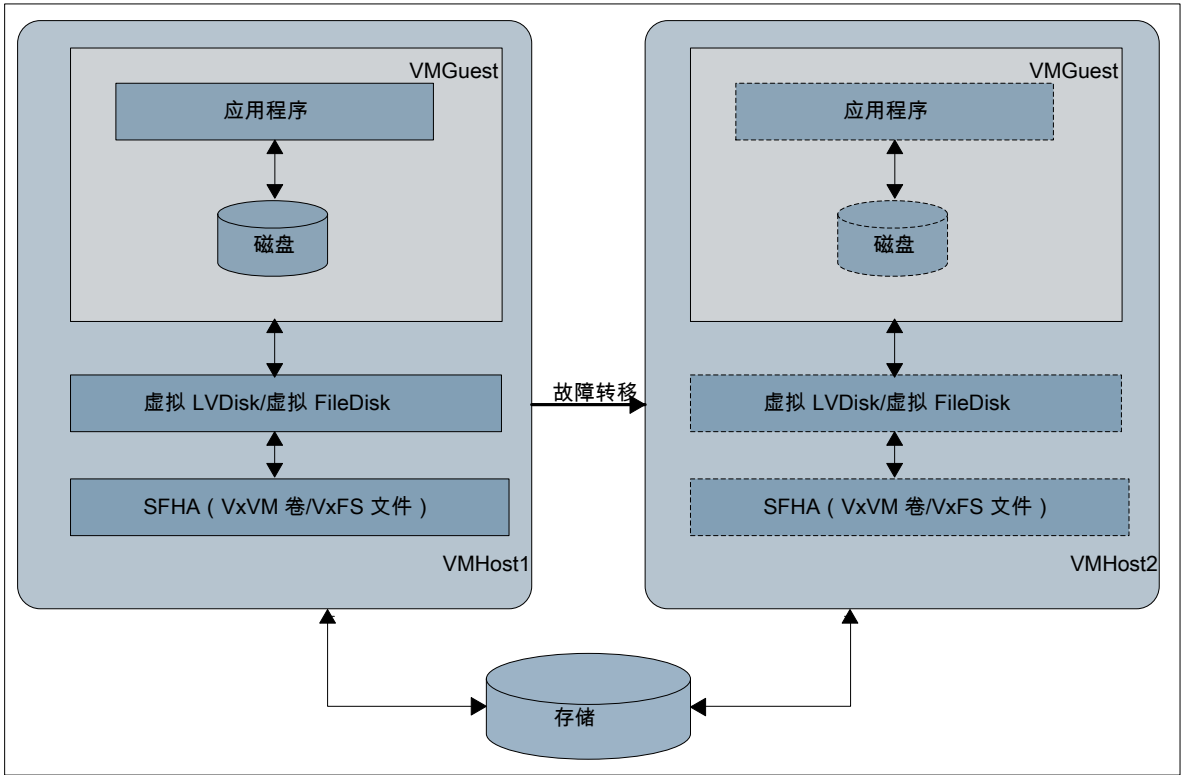 VMGuest
应用程序
磁盘
虚拟 LVDisk/虚拟 FileDisk
SFHA（VxVM 卷/VxFS 文件）
VMHost1
故障转移
VMGuest
应用程序
磁盘
虚拟 LVDisk/虚拟 FileDisk
SFHA（VxVM 卷/VxFS 文件）
VMHost2
存储